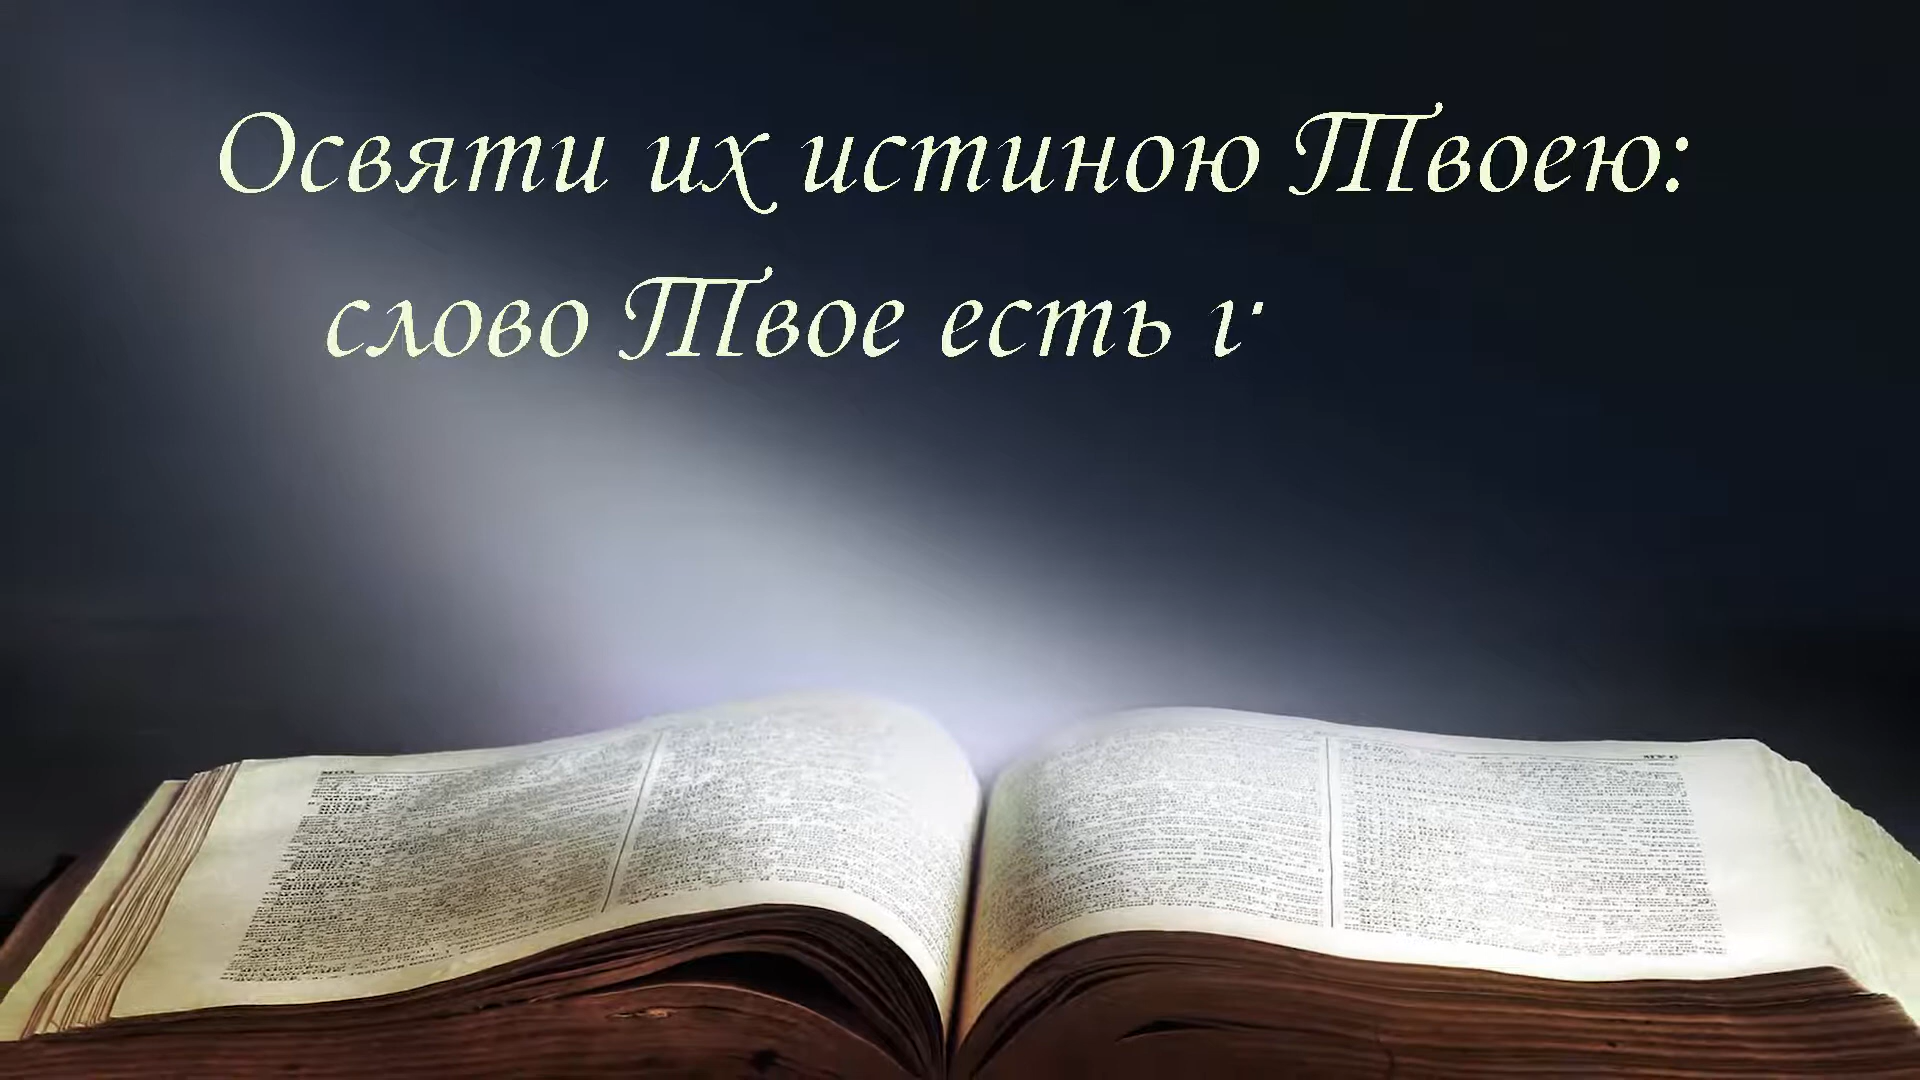 Освяти их истиною Твоею:
слово Твое есть